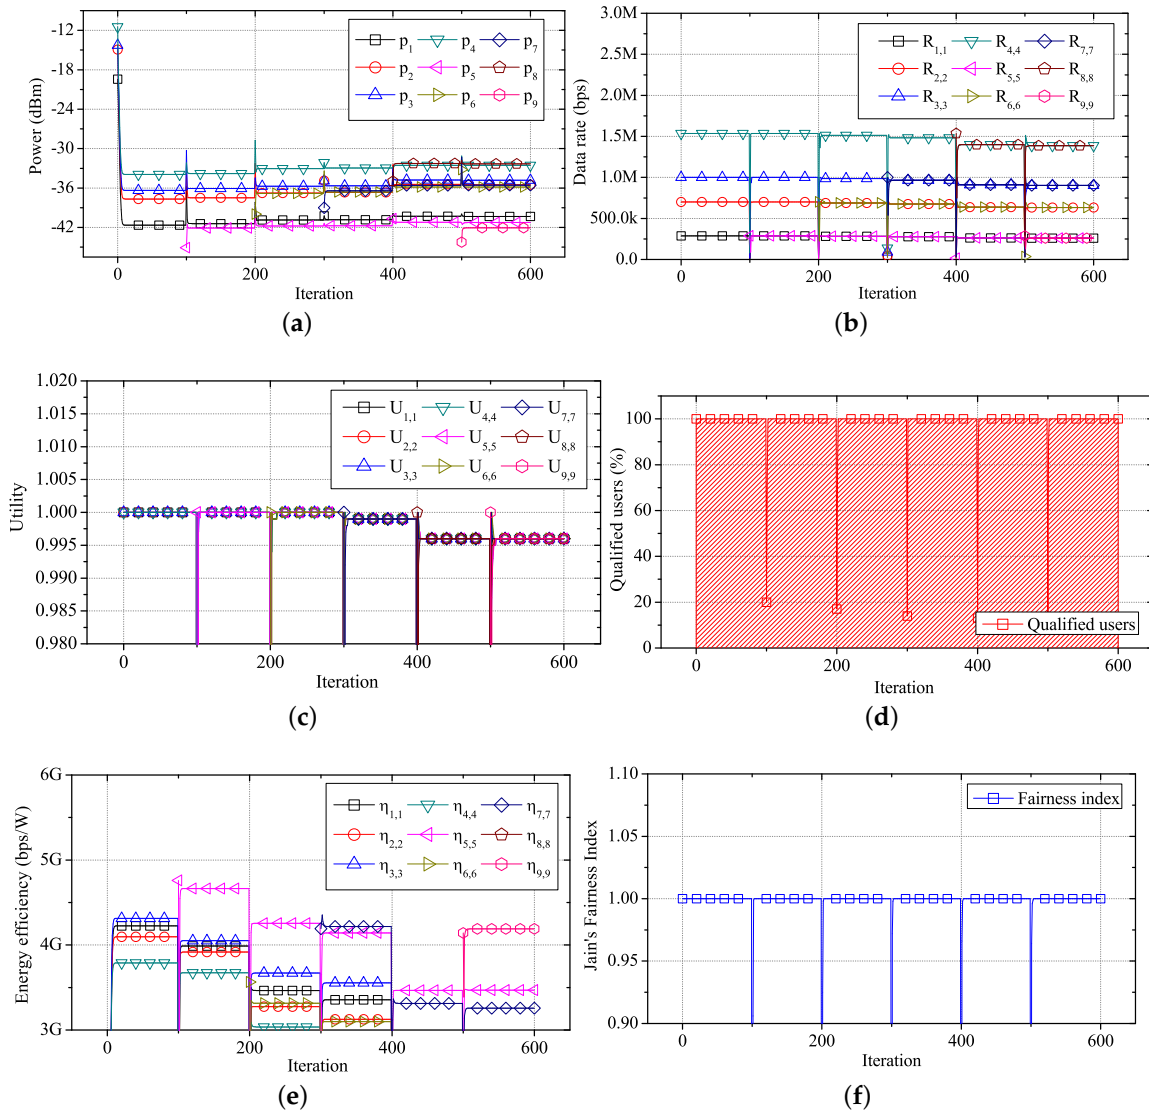 -12
-18
-24
-30
-36
-42
0
200
400
600
Power (dBm)
Iteration
p1 p4 p7
p2 p5 p8
p3 p6 p9
(a)
3.0M
2.5M
2.0M
1.5M
1.0M
500.0k
0.0
0
200
400
600
Data rate (bps)
Iteration
R1,1 R4,4 R7,7
R2,2 R5,5 R8,8
R3,3 R6,6 R9,9
(b)
1.020
1.015
1.010
1.005
1.000
0.995
0.990
0.985
0.980
0
200
400
600
Utility
Iteration
U1,1 U4,4 U7,7
U2,2 U5,5 U8,8
U3,3 U6,6 U9,9
(c)
100
80
60
40
20
0
0
200
400
600
Qualified users (%)
Iteration
Qualified users
(d)
6G
5G
4G
3G
0
200
400
600
Energy efficiency (bps/W)
Iteration
η1,1 η4,4 η7,7
η2,2 η5,5 η8,8
η3,3 η6,6 η9,9
(e)
1.10
1.05
1.00
0.95
0.90
0
200
400
600
Jain's Fairness Index
Iteration
Fairness index
(f)